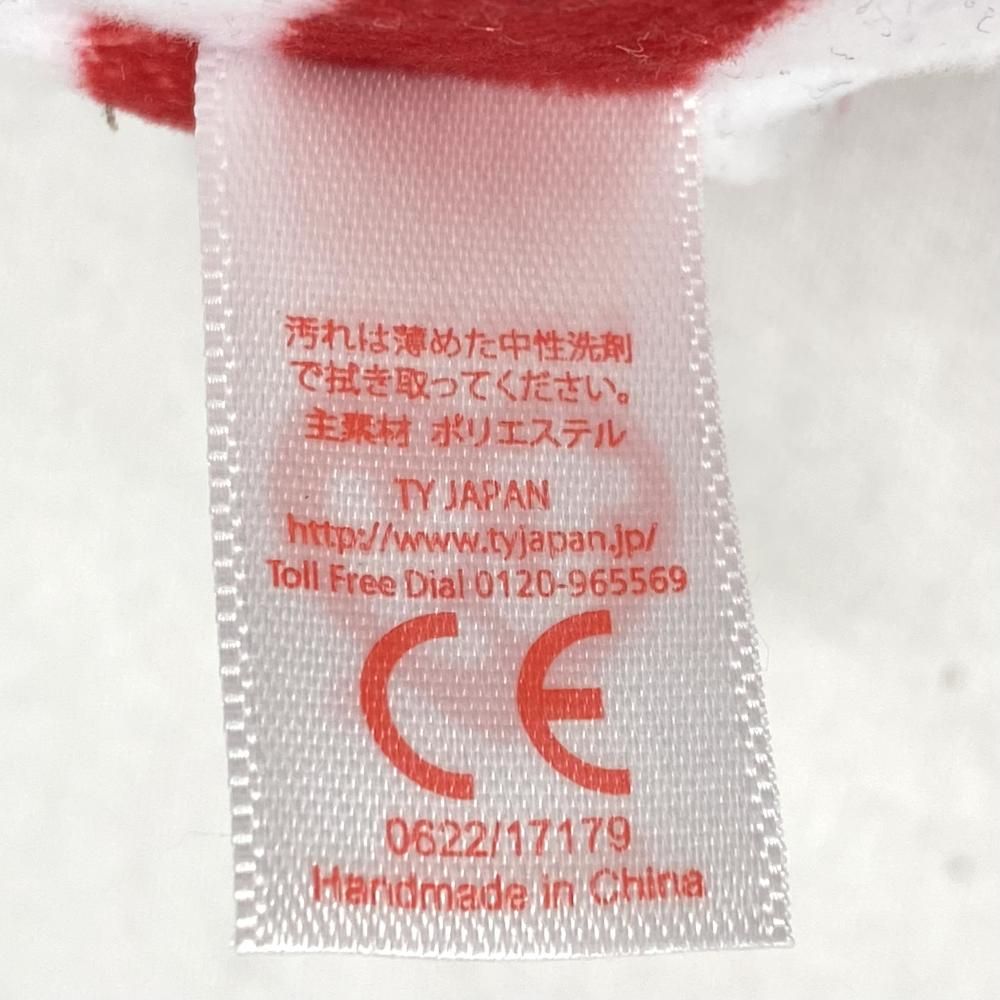 汚れは薄めた中性洗剤
で拭き取ってください。
主素材 ポリエステル
TY JAPAN
http://www.tyjapan.jp/
Toll Free Dial 0120-965569
CE
0622/17179
Handmade in China